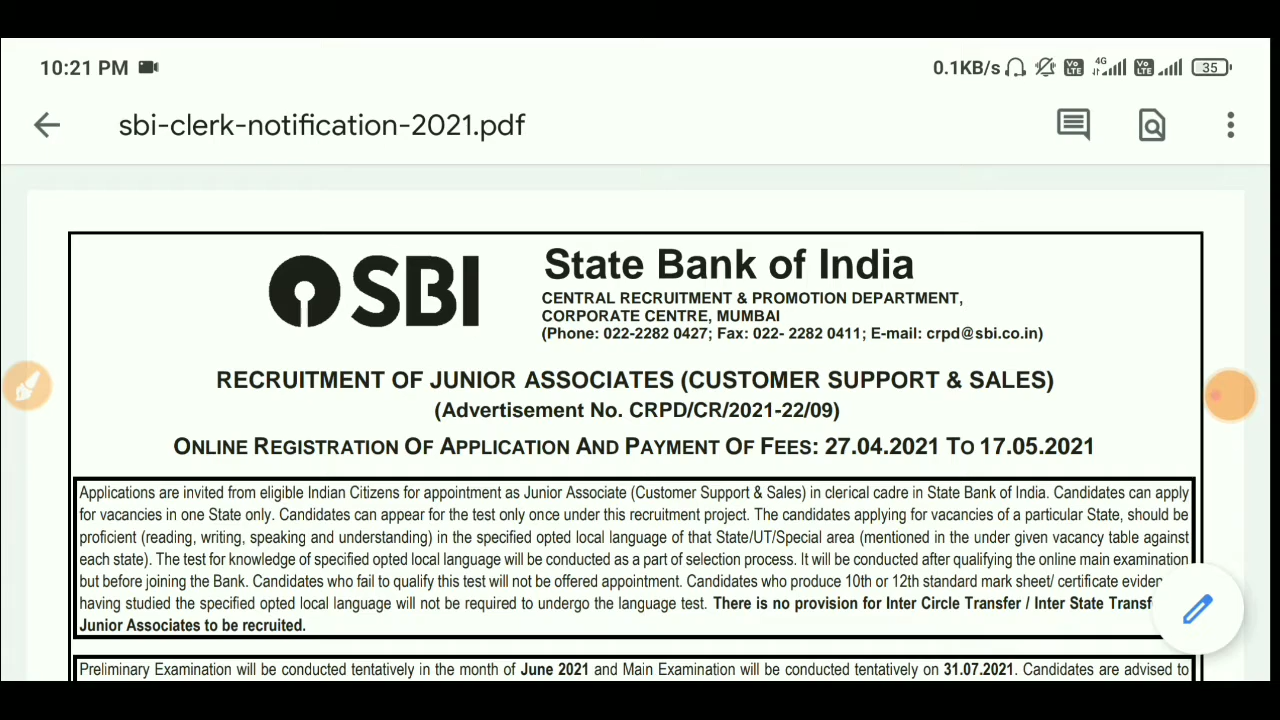 10:21 PM
0.1KB/s
Vo LTE
4G
Vo LTE
35
sbi-clerk-notification-2021.pdf
SBI
State Bank of India
CENTRAL RECRUITMENT & PROMOTION DEPARTMENT,
CORPORATE CENTRE, MUMBAI
(Phone: 022-2282 0427; Fax: 022- 2282 0411; E-mail: crpd@sbi.co.in)
RECRUITMENT OF JUNIOR ASSOCIATES (CUSTOMER SUPPORT & SALES)
(Advertisement No. CRPD/CR/2021-22/09)
ONLINE REGISTRATION OF APPLICATION AND PAYMENT OF FEES: 27.04.2021 TO 17.05.2021
Applications are invited from eligible Indian Citizens for appointment as Junior Associate (Customer Support & Sales) in clerical cadre in State Bank of India. Candidates can apply
for vacancies in one State only. Candidates can appear for the test only once under this recruitment project. The candidates applying for vacancies of a particular State, should be
proficient (reading, writing, speaking and understanding) in the specified opted local language of that State/UT/Special area (mentioned in the under given vacancy table against
each state). The test for knowledge of specified opted local language will be conducted as a part of selection process. It will be conducted after qualifying the online main examination
but before joining the Bank. Candidates who fail to qualify this test will not be offered appointment. Candidates who produce 10th or 12th standard mark sheet/ certificate
having studied the specified opted local language will not be required to undergo the language test. There is no provision for Inter Circle Transfer / Inter State
Junior Associates to be recruited.
Preliminary Examination will be conducted tentatively in the month of June 2021 and Main Examination will be conducted tentatively on 31.07.2021. Candidates are advised to